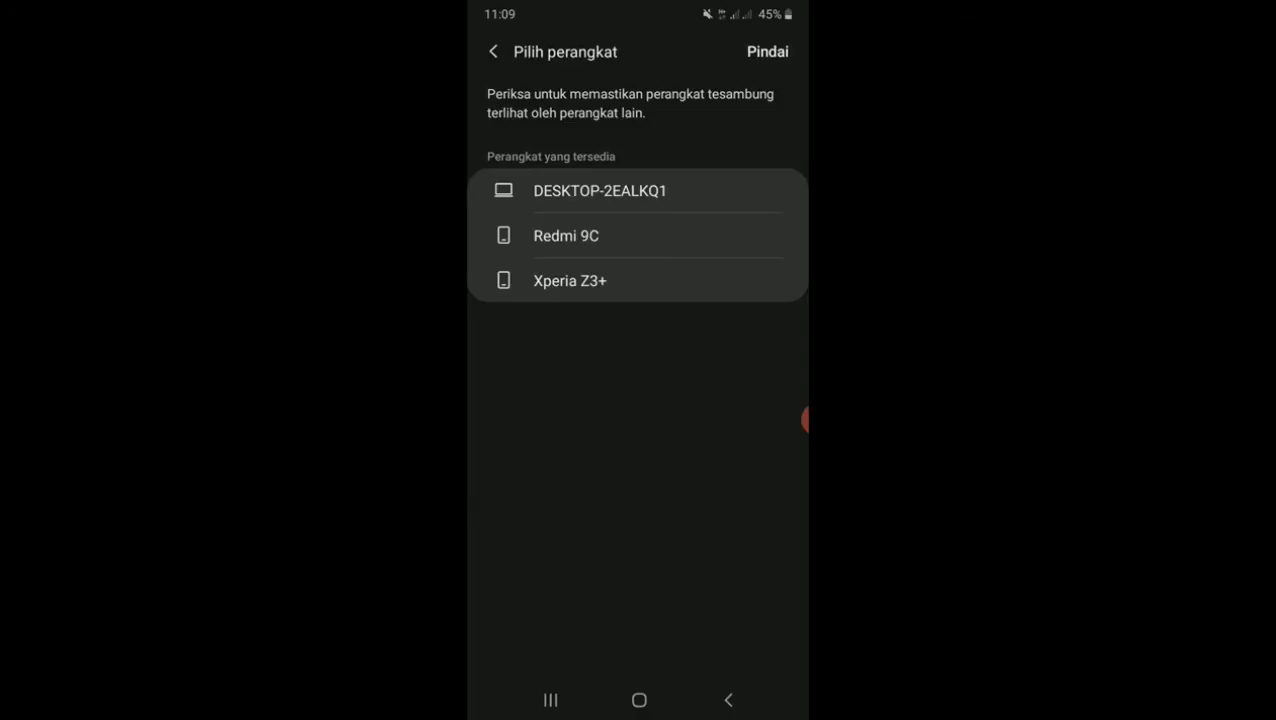 11:09
45%
Pilih perangkat
Pindai
Periksa untuk memastikan perangkat tesambung
terlihat oleh perangkat lain.
Perangkat yang tersedia
DESKTOP-2EALKQ1
Redmi 9C
Xperia Z3+